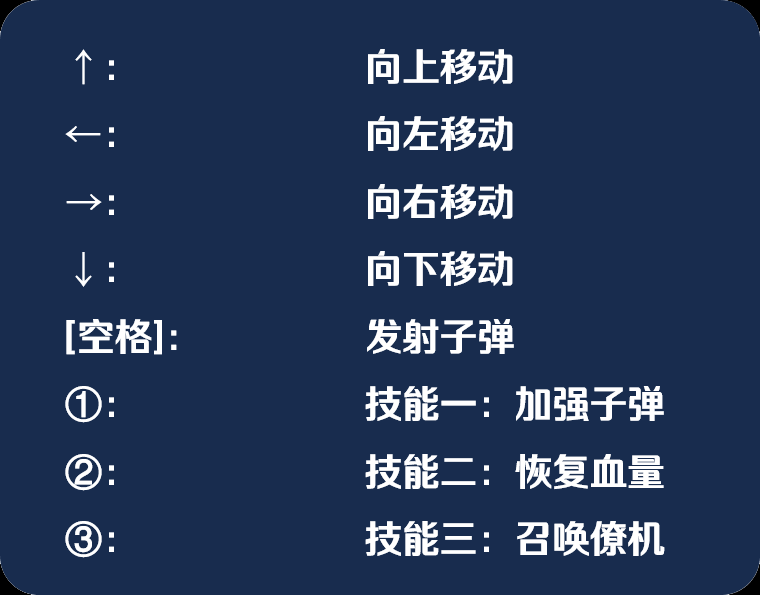 ↑： 向上移动
←： 向左移动
→： 向右移动
↓： 向下移动
[空格]： 发射子弹
①： 技能一：加强子弹
②： 技能二：恢复血量
③： 技能三：召唤僚机